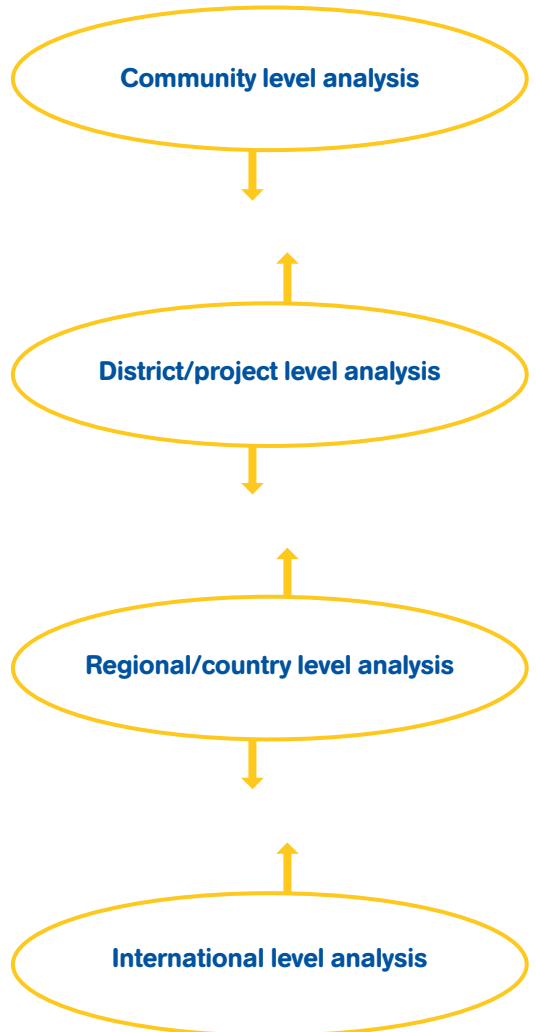 Community level analysis
District/project level analysis
Regional/country level analysis
International level analysis